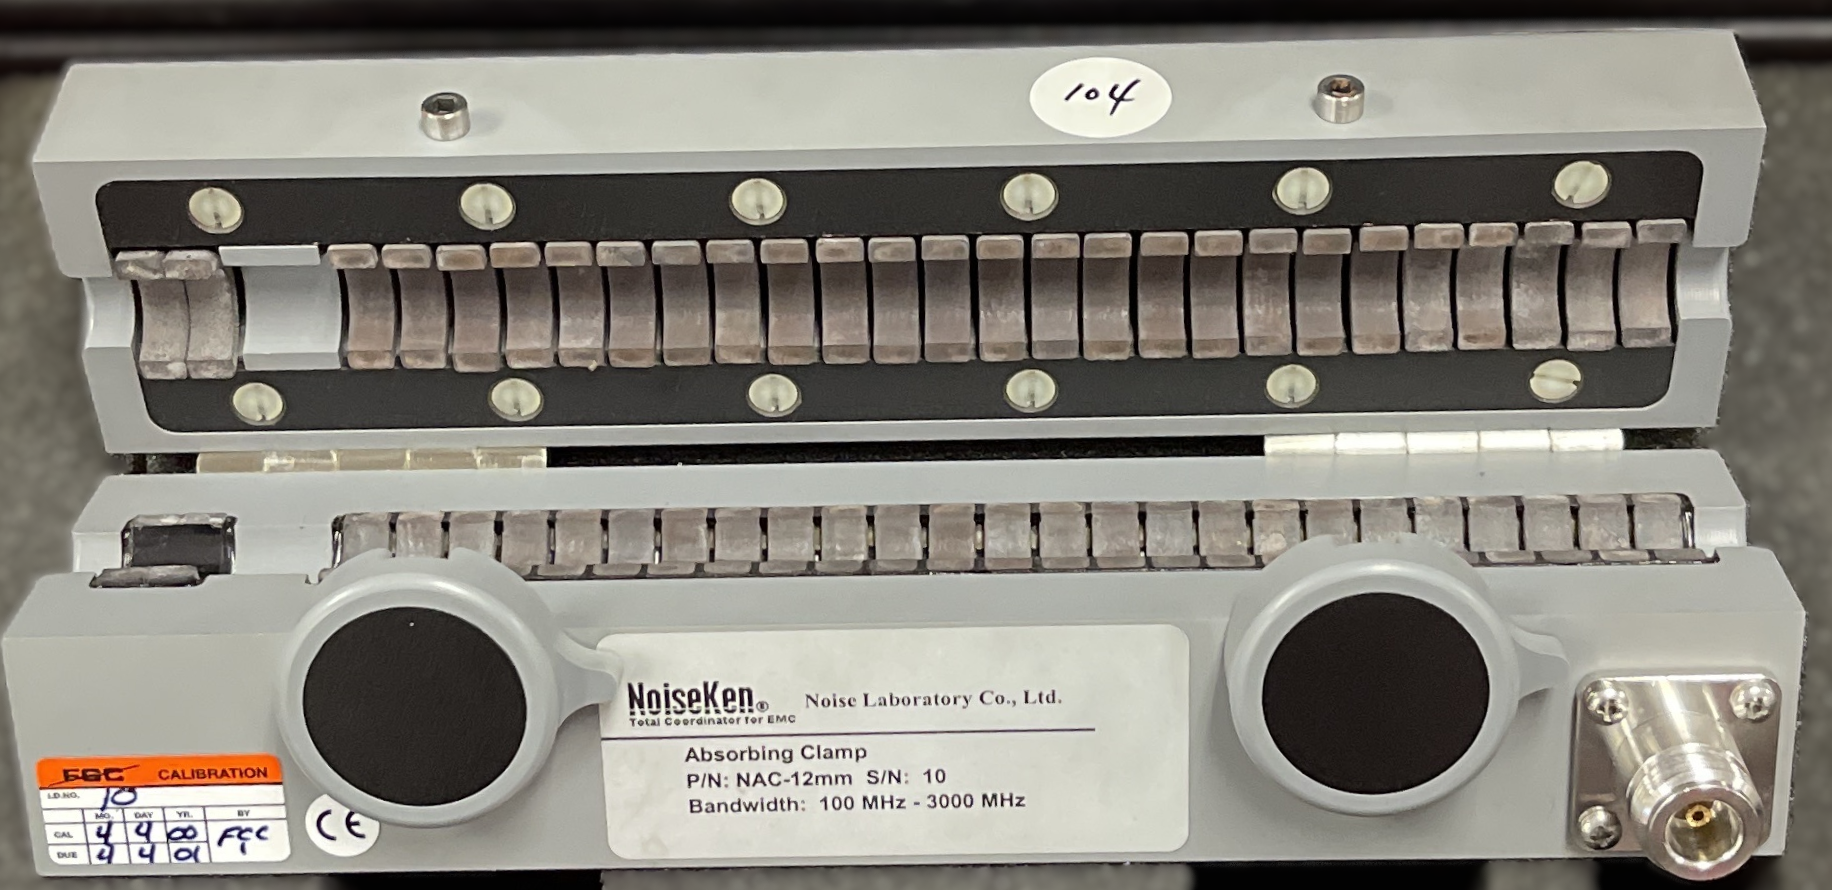 104
NoiseKen® Noise Laboratory Co., Ltd.
Total Coordinator for EMC
Absorbing Clamp
P/N: NAC-12mm S/N: 10
Bandwidth: 100 MHz - 3000 MHz
CALIBRATION
I.D. NO. 10
MO. DAY YR. BY
CAL 4 4 00 FCC
DUE 4 4 01
CE